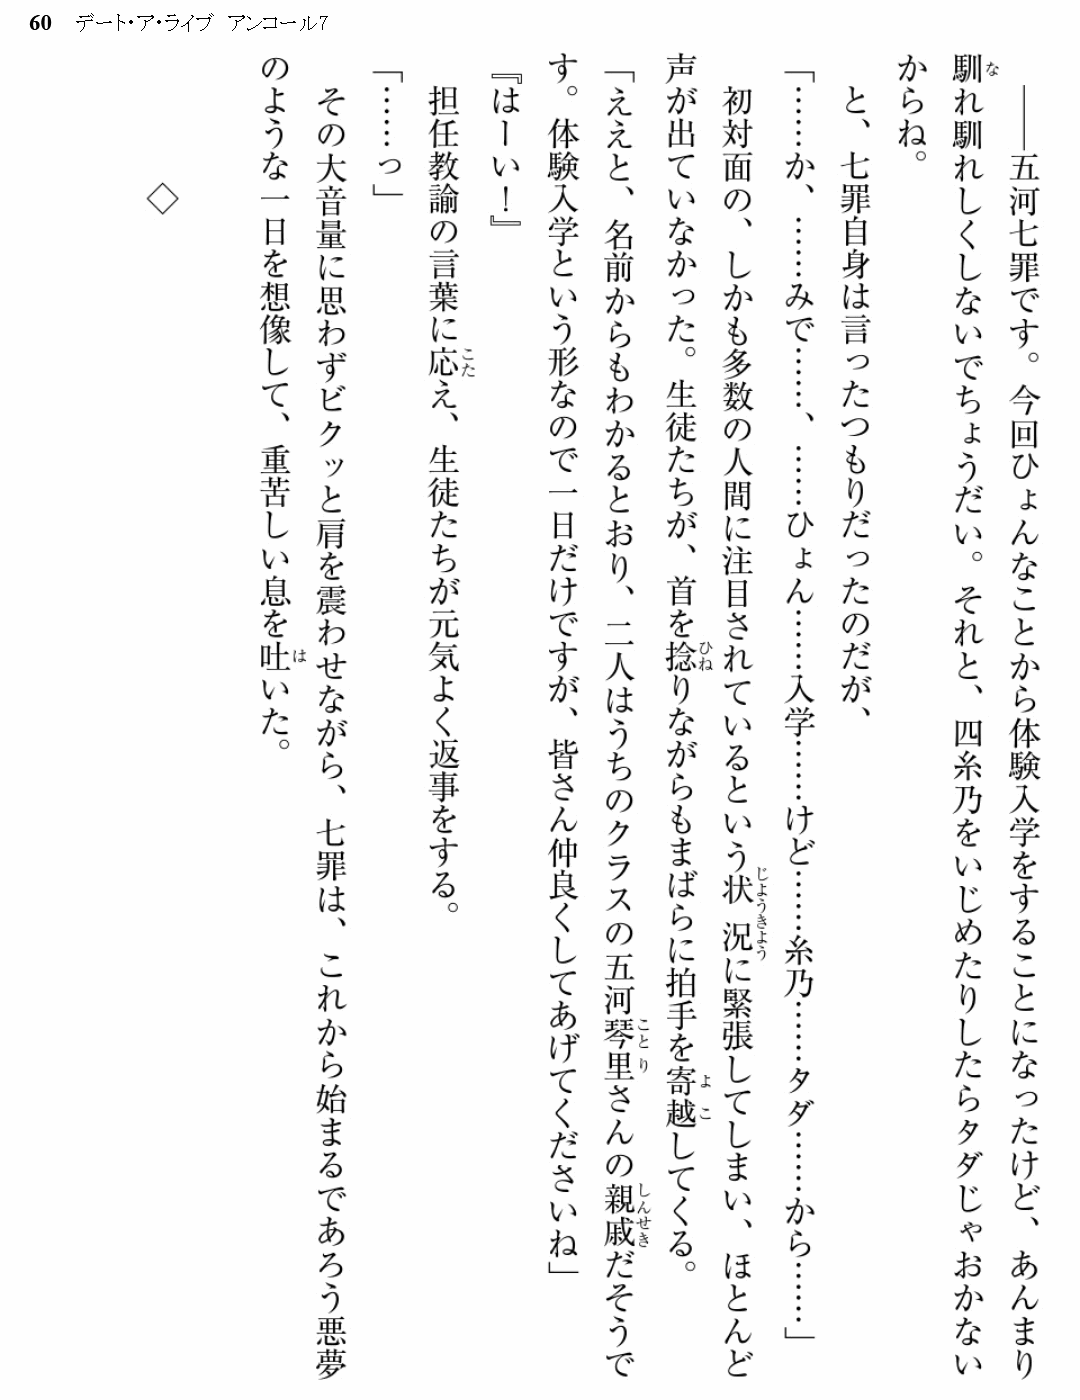 60　デート・ア・ライブ　アンコール7
――五河七罪です。今回ひょんなことから体験入学をすることになったけど、あんまり
馴れ馴れしくしないでちょうだい。それと、四糸乃をいじめたりしたらタダじゃおかない
からね。
と、七罪自身は言ったつもりだったのだが、
「……か、……みで……、……ひょん……入学……けど……糸乃……タダ……から……」
初対面の、しかも多数の人間に注目されているという状況に緊張してしまい、ほとんど
声が出ていなかった。生徒たちが、首を捻りながらもまばらに拍手を寄越してくる。
「ええと、名前からもわかるとおり、二人はうちのクラスの五河琴里さんの親戚だそうで
す。体験入学という形なので一日だけですが、皆さん仲良くしてあげてくださいね」
『はーい！』
担任教諭の言葉に応え、生徒たちが元気よく返事をする。
「……っ」
その大音量に思わずビクッと肩を震わせながら、七罪は、これから始まるであろう悪夢
のような一日を想像して、重苦しい息を吐いた。
◇